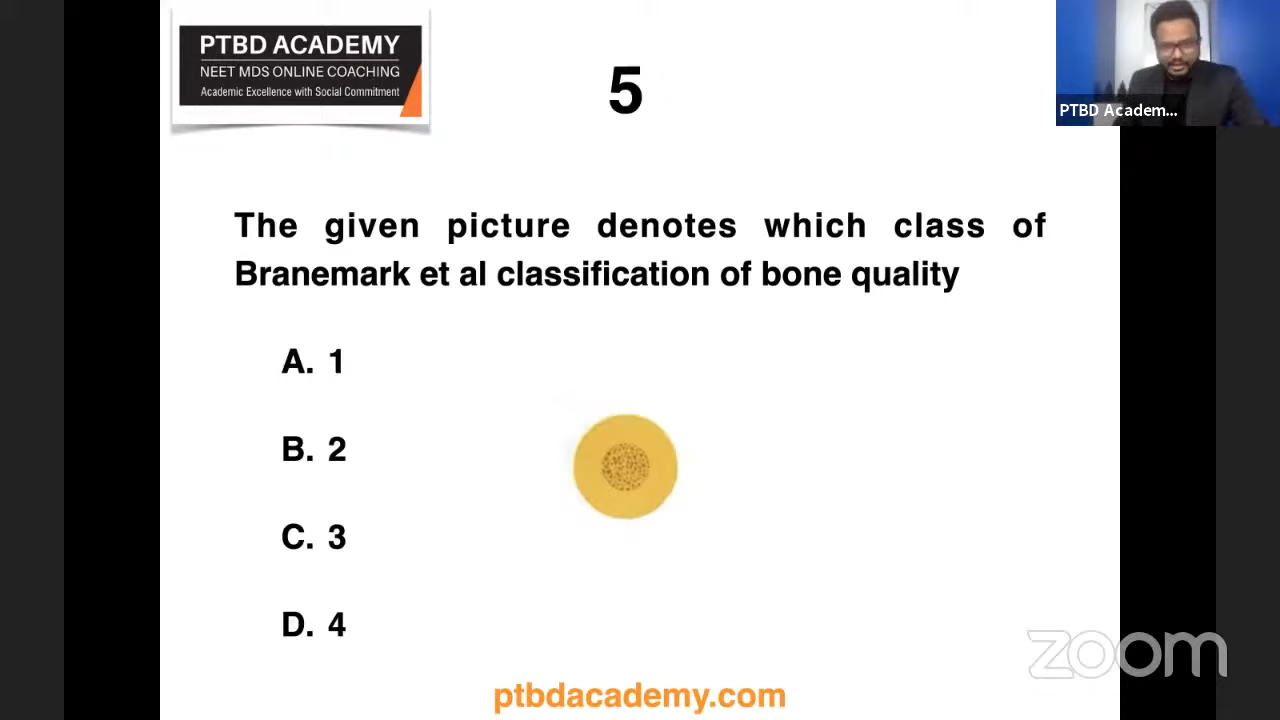 PTBD ACADEMY
NEET MDS ONLINE COACHING
Academic Excellence with Social Commitment
5
PTBD Academ...
The given picture denotes which class of
Branemark et al classification of bone quality
A. 1
B. 2
C. 3
D. 4
zoom
ptbdacademy.com